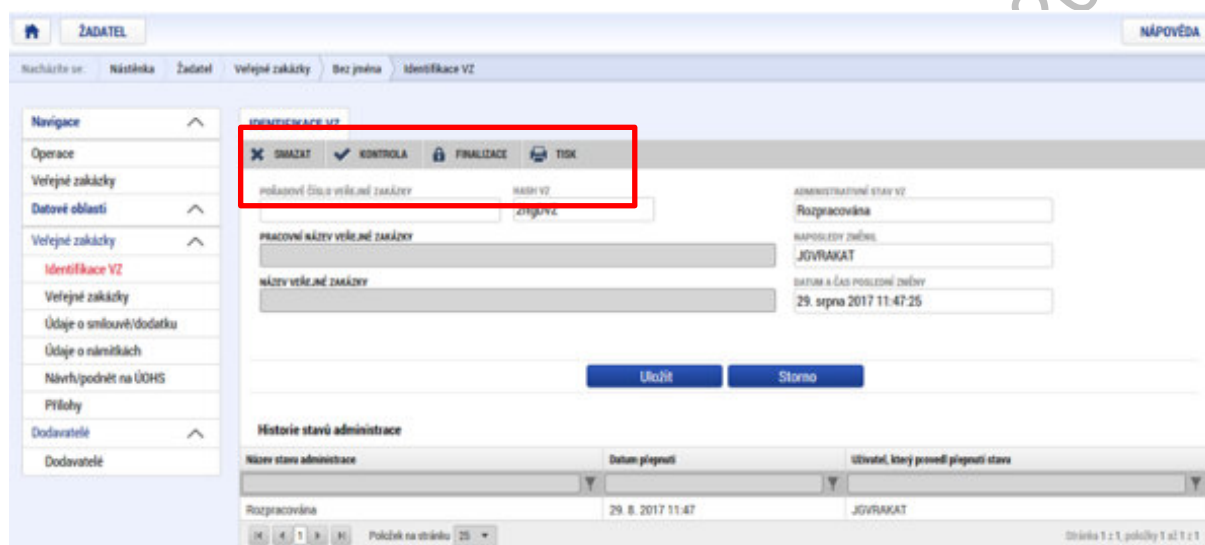 ŽADATEL
NÁPOVĚDA
Nacházíte se: Nástěnka Žadatel Veřejné zakázky Bez jména Identifikace VZ
Navigace
Operace
Veřejné zakázky
Datové oblasti
Veřejné zakázky
Identifikace VZ
Veřejné zakázky
Údaje o smlouvě/dodatku
Údaje o námitkách
Návrh/podnět na ÚOHS
Přílohy
Dodavatelé
Dodavatelé
IDENTIFIKACE VZ
SMAZAT KONTROLA FINALIZACE TISK
POŘADOVÉ ČÍSLO VEŘEJNÉ ZAKÁZKY HASH VZ ADMINISTRATIVNÍ STAV VZ
Rozpracována
PRACOVNÍ NÁZEV VEŘEJNÉ ZAKÁZKY NAPOSLEDY ZMĚNIL
JGVRAKAT
NÁZEV VEŘEJNÉ ZAKÁZKY DATUM A ČAS POSLEDNÍ ZMĚNY
29. srpna 2017 11:47:25
Uložit Storno
Historie stavů administrace
Název stavu administrace Datum přepnutí Uživatel, který provedl přepnutí stavu
Rozpracována 29. 8. 2017 11:47 JGVRAKAT
1 Položek na stránku 25 Stránka 1 z 1, položky 1 až 1 z 1